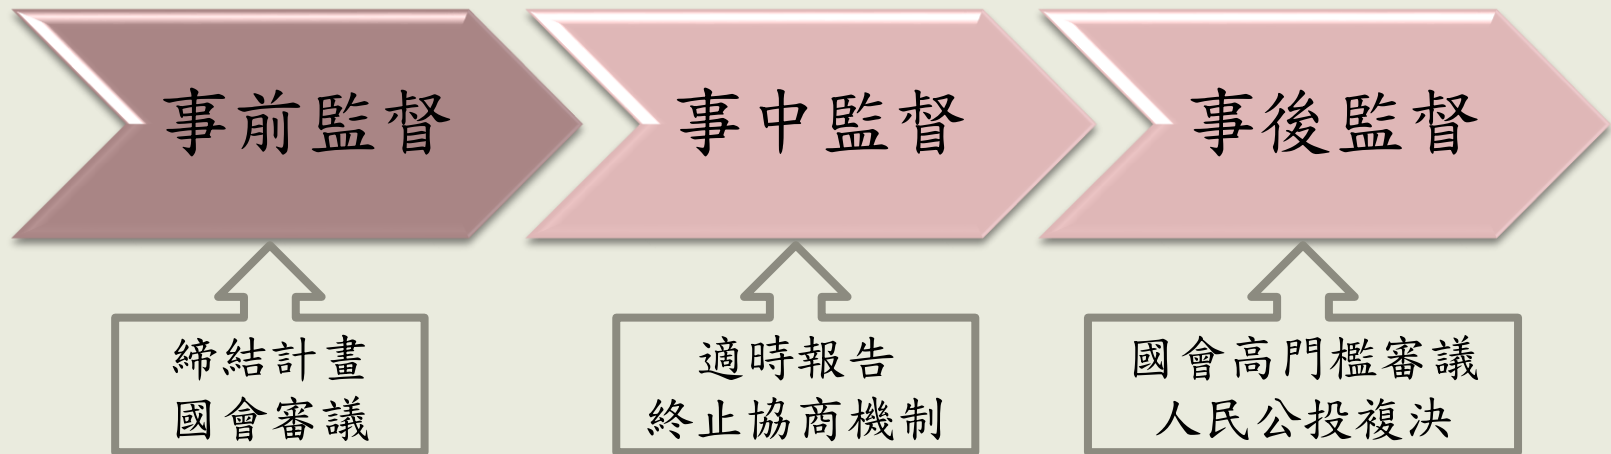 事前監督
事中監督
事後監督
締結計畫
國會審議
適時報告
終止協商機制
國會高門檻審議
人民公投複決